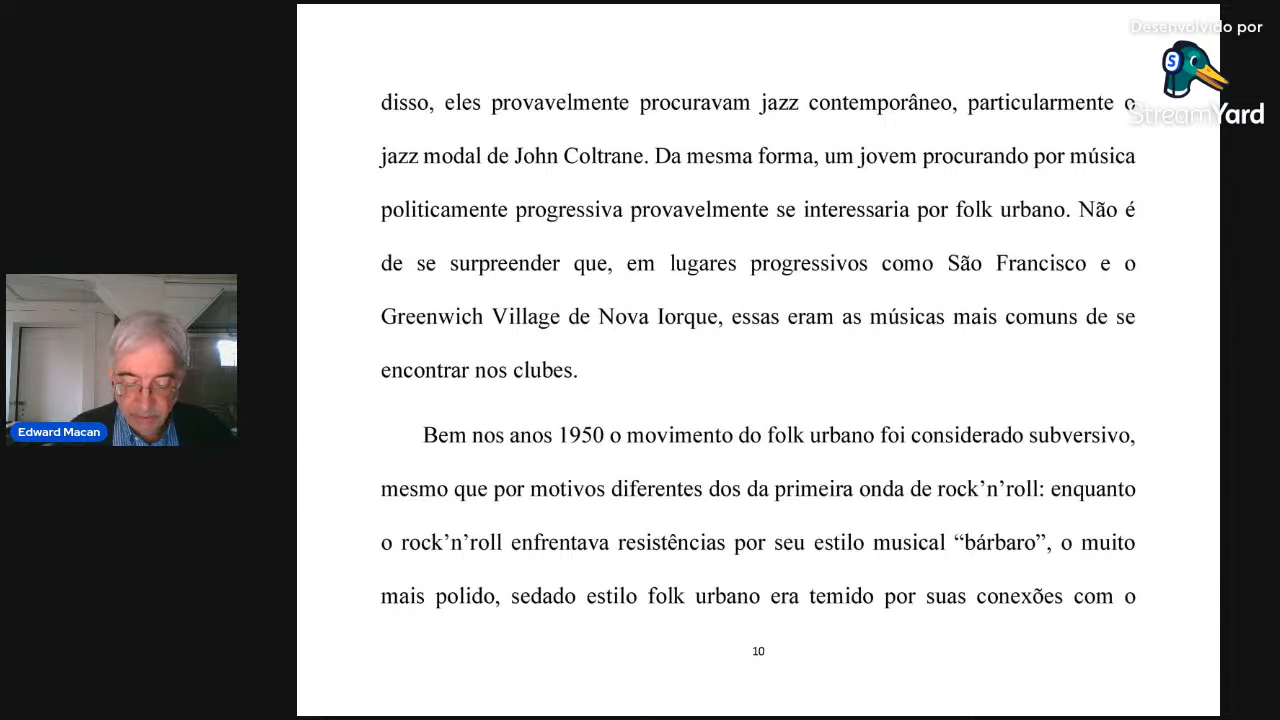 Desenvolvido por
StreamYard
disso, eles provavelmente procuravam jazz contemporâneo, particularmente o
jazz modal de John Coltrane. Da mesma forma, um jovem procurando por música
politicamente progressiva provavelmente se interessaria por folk urbano. Não é
de se surpreender que, em lugares progressivos como São Francisco e o
Greenwich Village de Nova Iorque, essas eram as músicas mais comuns de se
encontrar nos clubes.
Bem nos anos 1950 o movimento do folk urbano foi considerado subversivo,
mesmo que por motivos diferentes dos da primeira onda de rock’n’roll: enquanto
o rock’n’roll enfrentava resistências por seu estilo musical “bárbaro”, o muito
mais polido, sedado estilo folk urbano era temido por suas conexões com o
10
Edward Macan